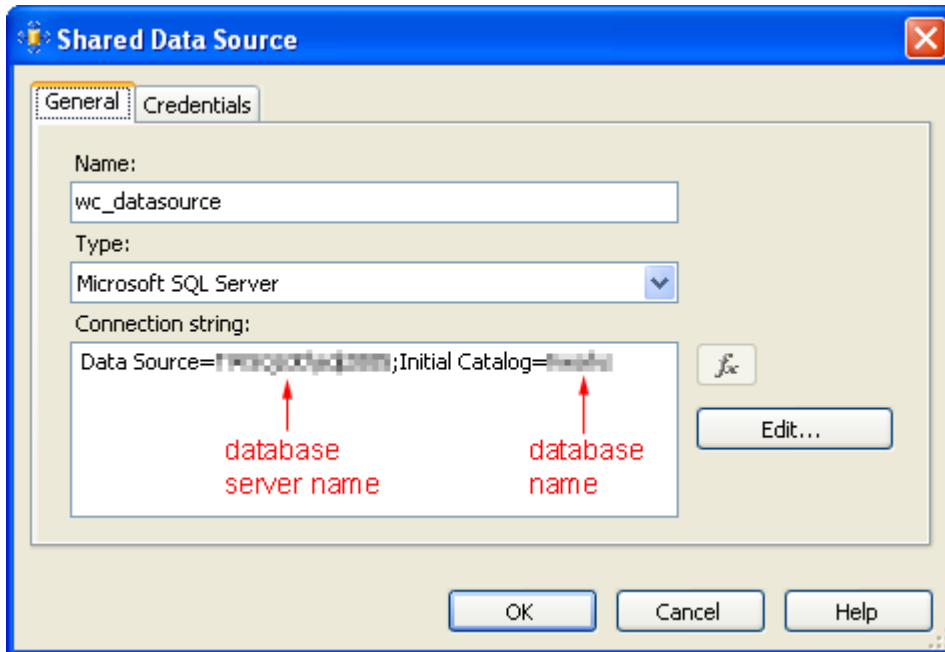 Shared Data Source
General Credentials
Name:
wc_datasource
Type:
Microsoft SQL Server
Connection string:
Data Source= ;Initial Catalog=
fx
Edit...
database database
server name name
OK Cancel Help